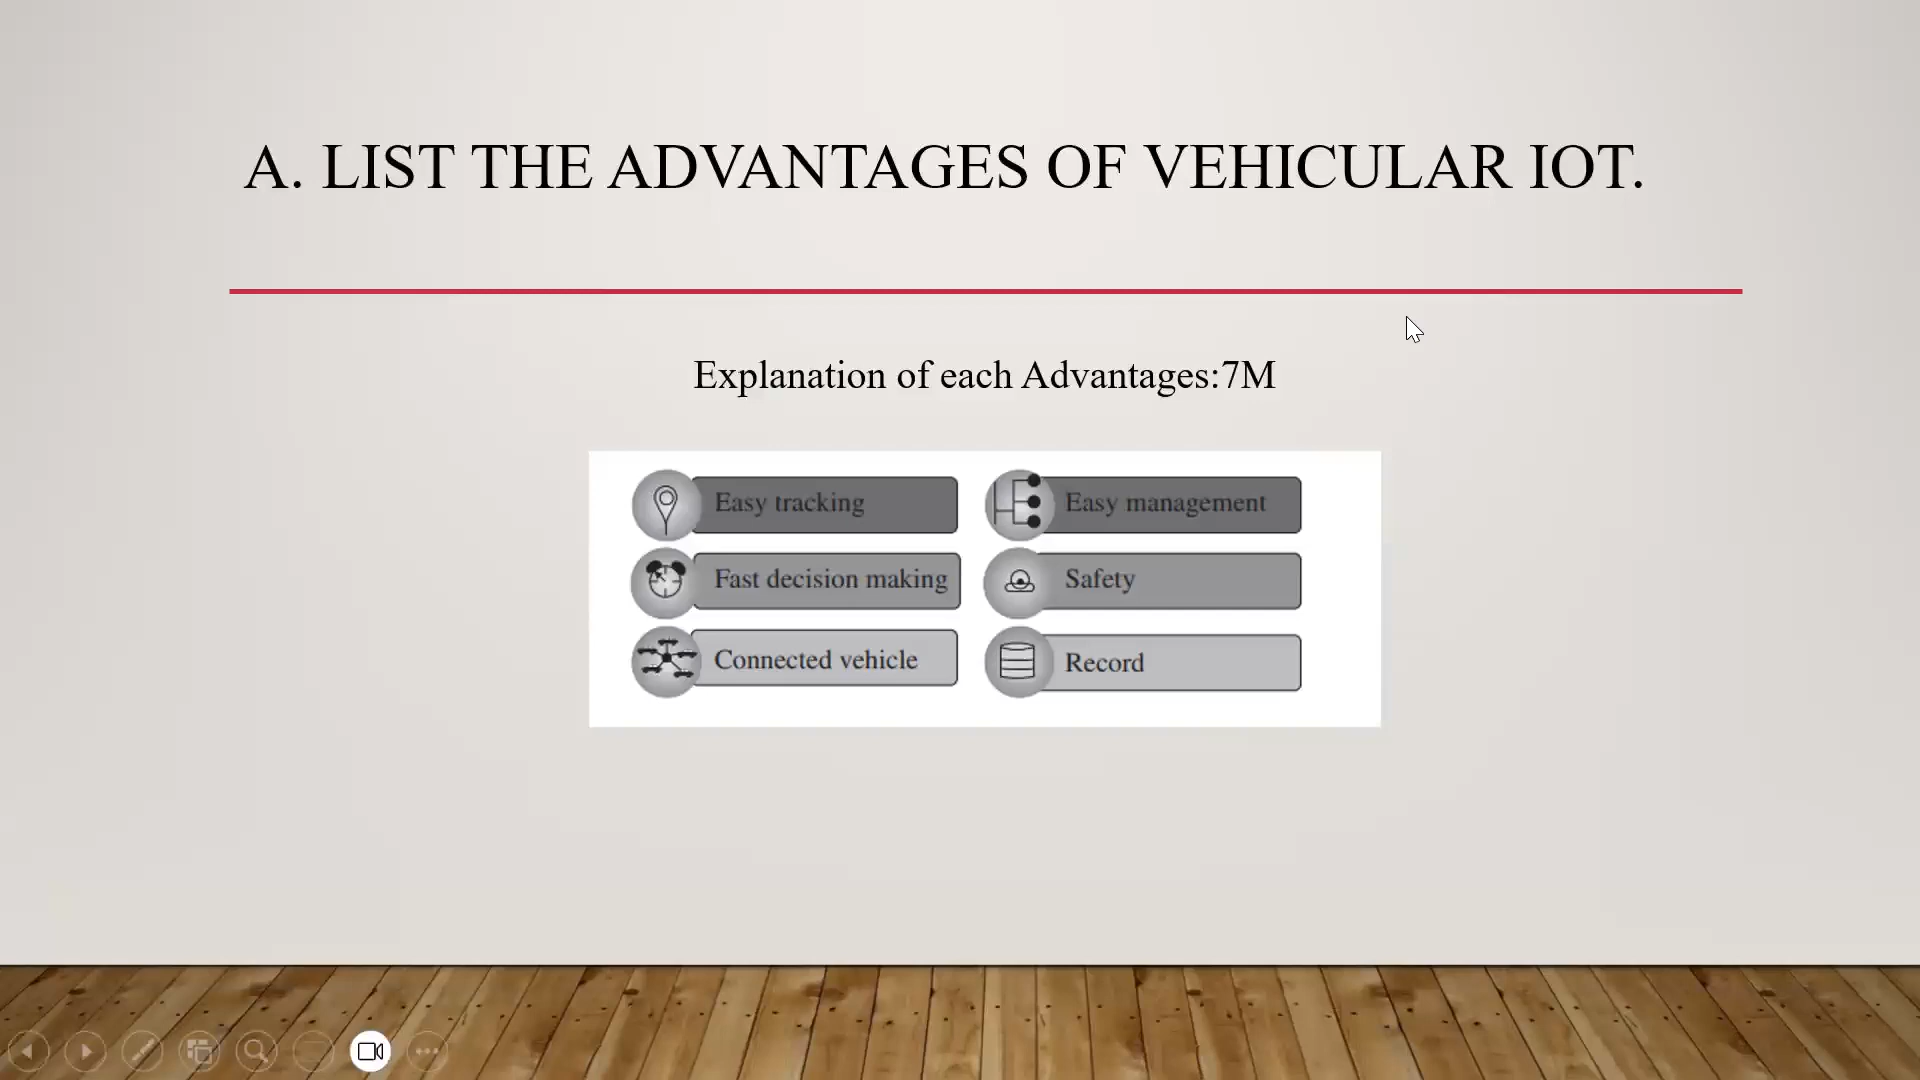 A. LIST THE ADVANTAGES OF VEHICULAR IOT.
Explanation of each Advantages:7M
Easy tracking
Easy management
Fast decision making
Safety
Connected vehicle
Record